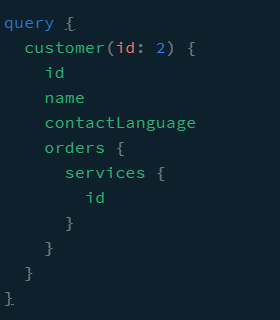 query {
  customer(id: 2) {
    id
    name
    contactLanguage
    orders {
      services {
        id
      }
    }
  }
}